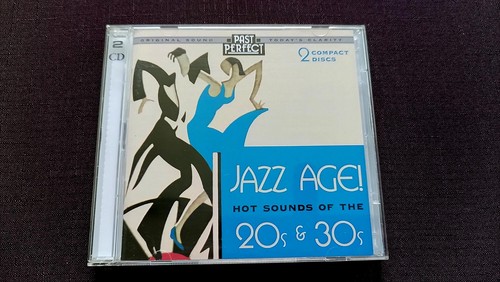 2
CD
ORIGINAL SOUND
PAST
PERFECT
TODAY'S CLARITY
2 COMPACT
DISCS
JAZZ AGE!
HOT SOUNDS OF THE
20s & 30s